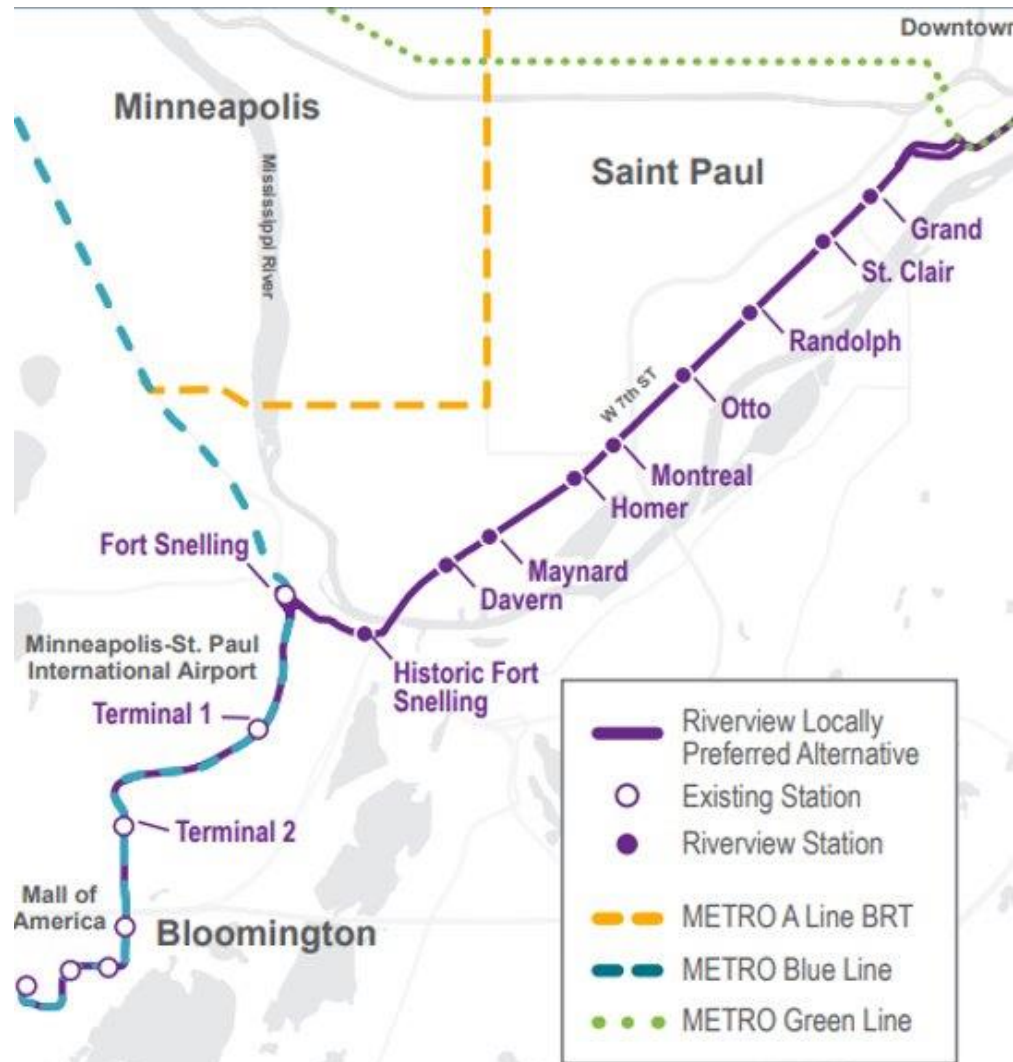 Downtown
Minneapolis
Mississippi River
Saint Paul
Grand
St. Clair
Randolph
W 7th ST
Otto
Montreal
Homer
Fort Snelling
Maynard
Davern
Minneapolis-St. Paul
International Airport
Historic Fort
Snelling
Terminal 1
Terminal 2
Mall of
America
Bloomington
Riverview Locally
Preferred Alternative
Existing Station
Riverview Station
METRO A Line BRT
METRO Blue Line
METRO Green Line